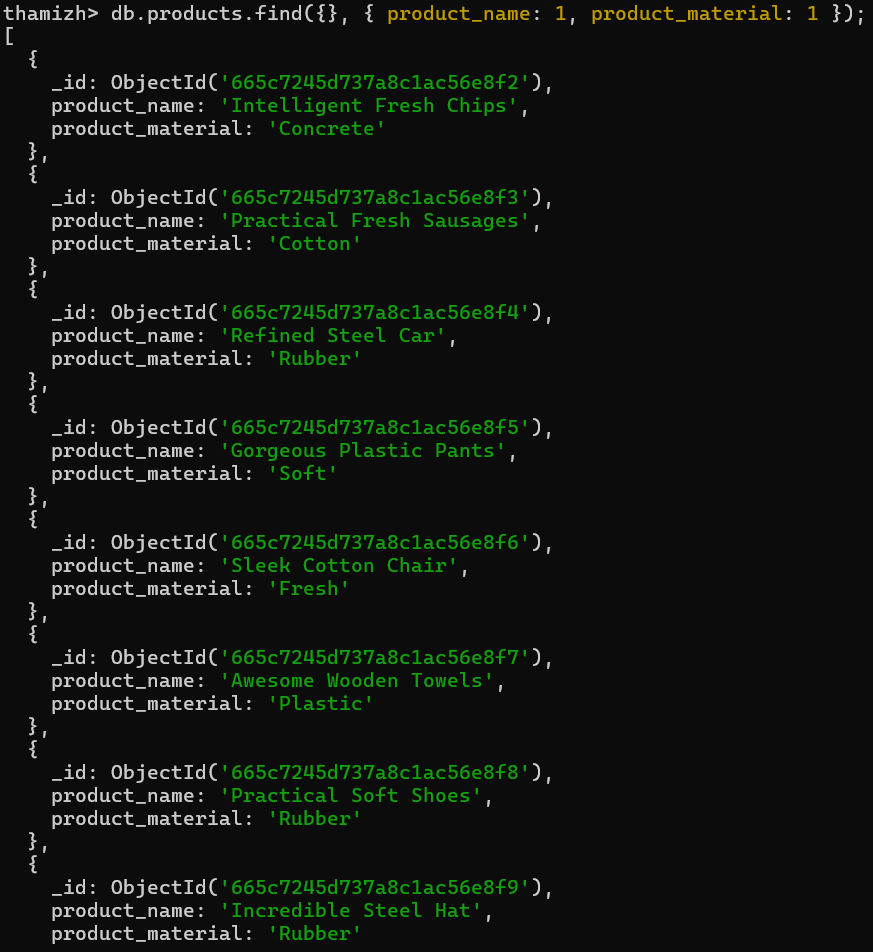 thamizh> db.products.find({}, { product_name: 1, product_material: 1 });
[
  {
    _id: ObjectId('665c7245d737a8c1ac56e8f2'),
    product_name: 'Intelligent Fresh Chips',
    product_material: 'Concrete'
  },
  {
    _id: ObjectId('665c7245d737a8c1ac56e8f3'),
    product_name: 'Practical Fresh Sausages',
    product_material: 'Cotton'
  },
  {
    _id: ObjectId('665c7245d737a8c1ac56e8f4'),
    product_name: 'Refined Steel Car',
    product_material: 'Rubber'
  },
  {
    _id: ObjectId('665c7245d737a8c1ac56e8f5'),
    product_name: 'Gorgeous Plastic Pants',
    product_material: 'Soft'
  },
  {
    _id: ObjectId('665c7245d737a8c1ac56e8f6'),
    product_name: 'Sleek Cotton Chair',
    product_material: 'Fresh'
  },
  {
    _id: ObjectId('665c7245d737a8c1ac56e8f7'),
    product_name: 'Awesome Wooden Towels',
    product_material: 'Plastic'
  },
  {
    _id: ObjectId('665c7245d737a8c1ac56e8f8'),
    product_name: 'Practical Soft Shoes',
    product_material: 'Rubber'
  },
  {
    _id: ObjectId('665c7245d737a8c1ac56e8f9'),
    product_name: 'Incredible Steel Hat',
    product_material: 'Rubber'